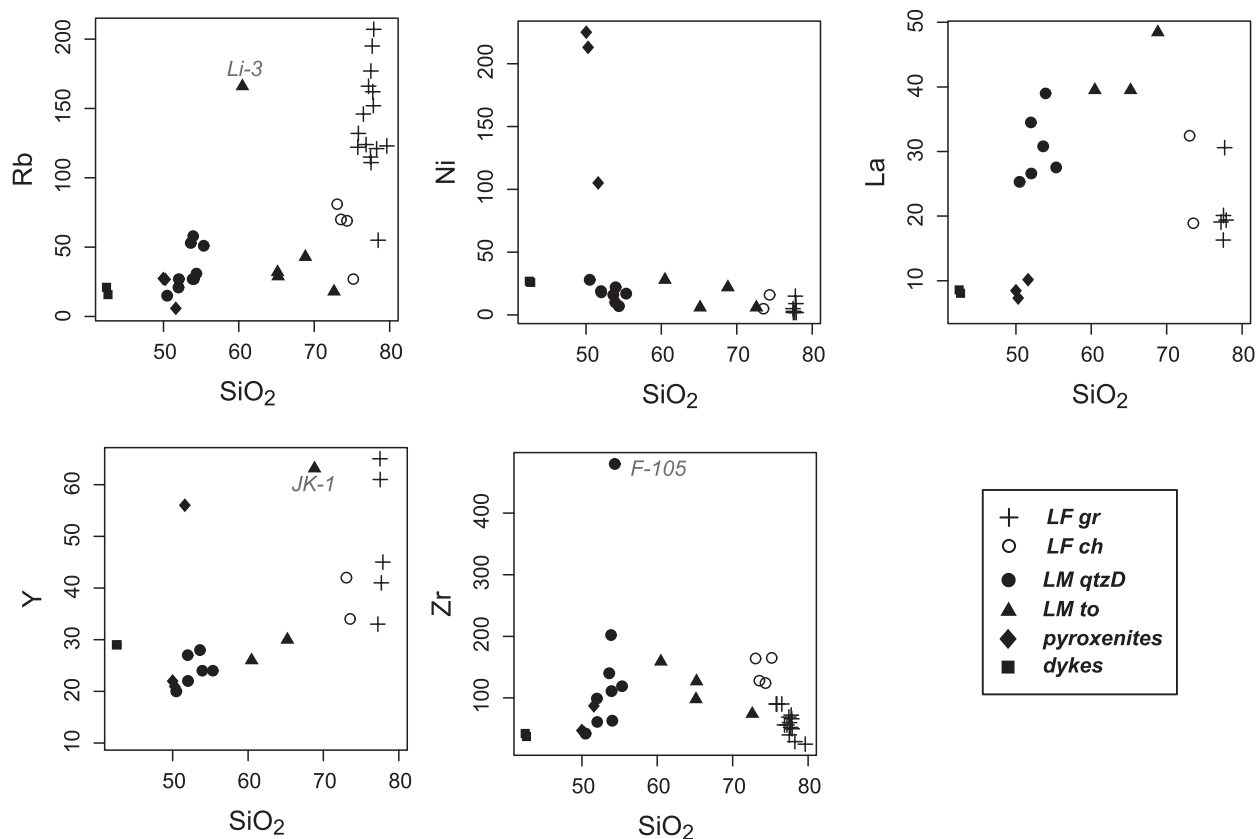 Rb
200
150
100
50
0
Li-3
50 60 70 80
SiO2
Ni
200
150
100
50
0
50 60 70 80
SiO2
La
50
40
30
20
10
50 60 70 80
SiO2
Y
60
50
40
30
20
10
JK-1
50 60 70 80
SiO2
Zr
400
300
200
100
F-105
50 60 70 80
SiO2
LF gr
LF ch
LM qtzD
LM to
pyroxenites
dykes